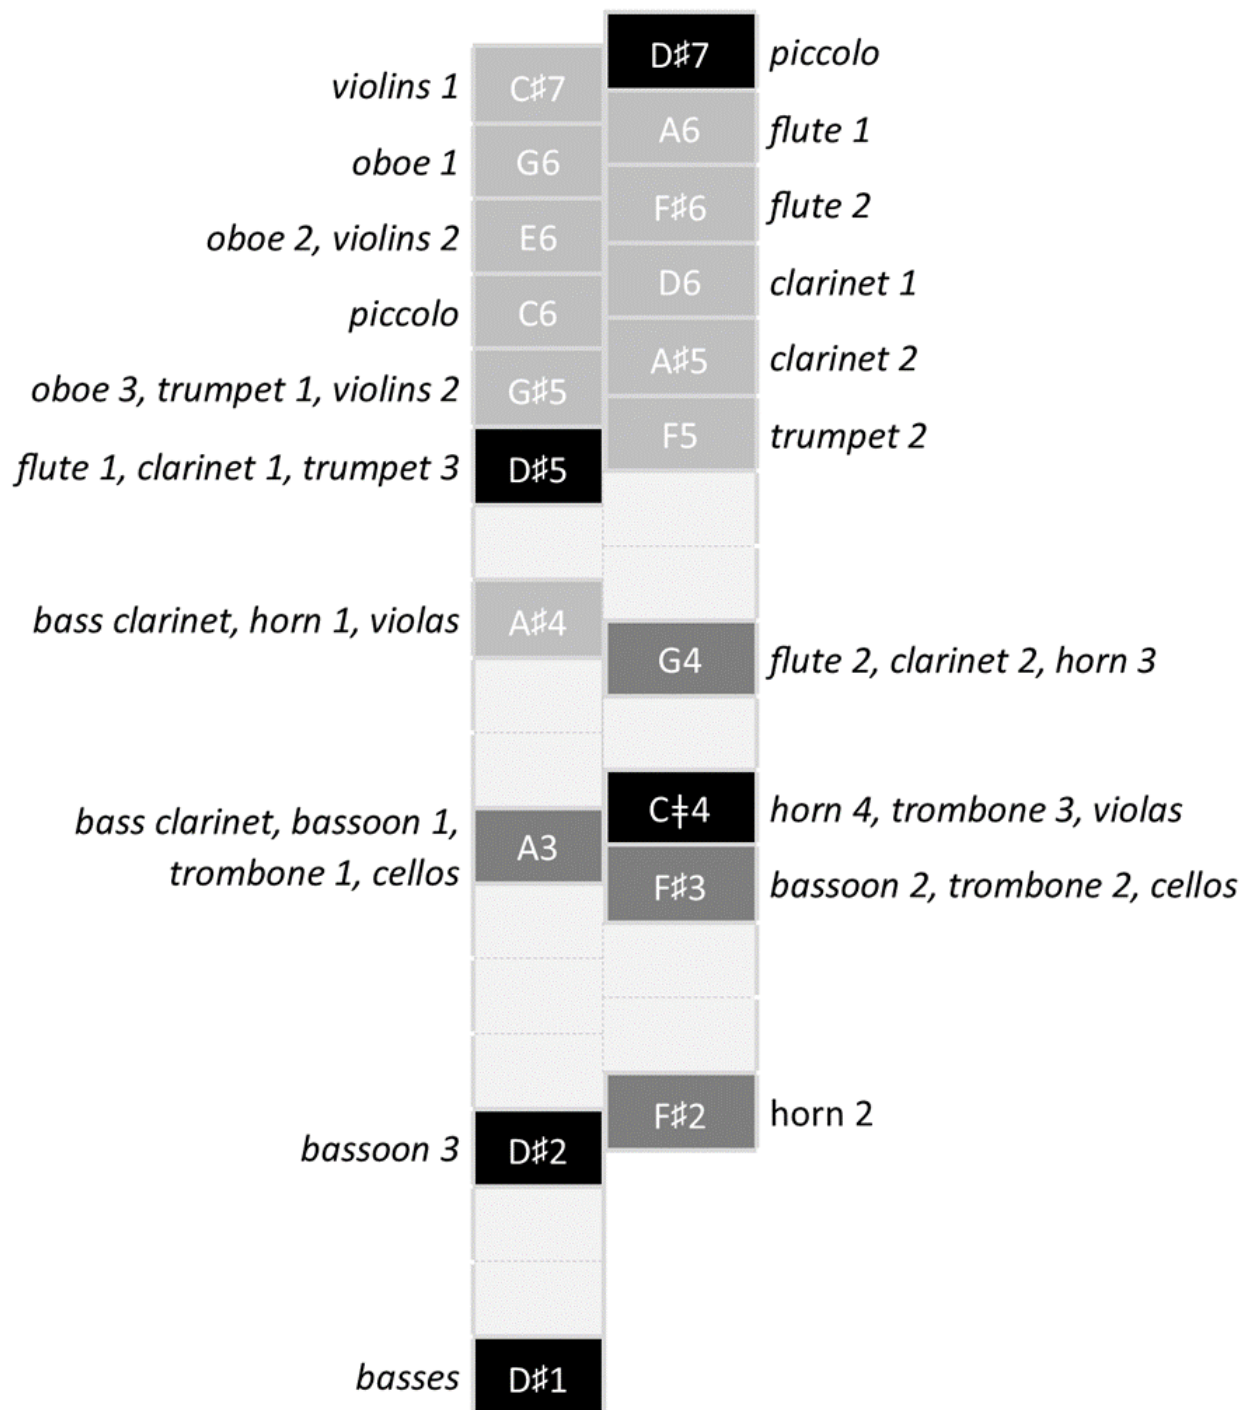 D♯7 piccolo
violins 1 C♯7
A6 flute 1
oboe 1 G6
F♯6 flute 2
oboe 2, violins 2 E6
D6 clarinet 1
piccolo C6
A♯5 clarinet 2
oboe 3, trumpet 1, violins 2 G♯5
F5 trumpet 2
flute 1, clarinet 1, trumpet 3 D♯5
bass clarinet, horn 1, violas A♯4
G4 flute 2, clarinet 2, horn 3
C‡4 horn 4, trombone 3, violas
bass clarinet, bassoon 1,
trombone 1, cellos A3
F♯3 bassoon 2, trombone 2, cellos
F♯2 horn 2
bassoon 3 D♯2
basses D♯1